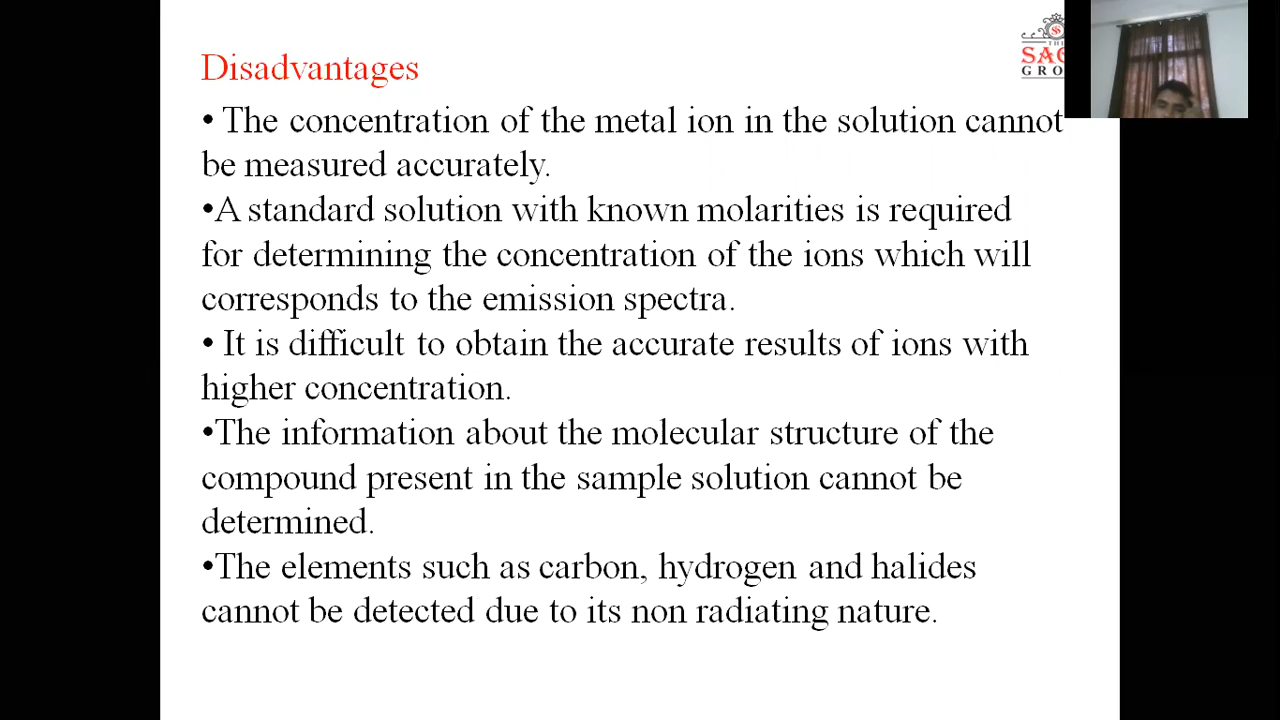 Disadvantages
• The concentration of the metal ion in the solution cannot
be measured accurately.
•A standard solution with known molarities is required
for determining the concentration of the ions which will
corresponds to the emission spectra.
• It is difficult to obtain the accurate results of ions with
higher concentration.
•The information about the molecular structure of the
compound present in the sample solution cannot be
determined.
•The elements such as carbon, hydrogen and halides
cannot be detected due to its non radiating nature.